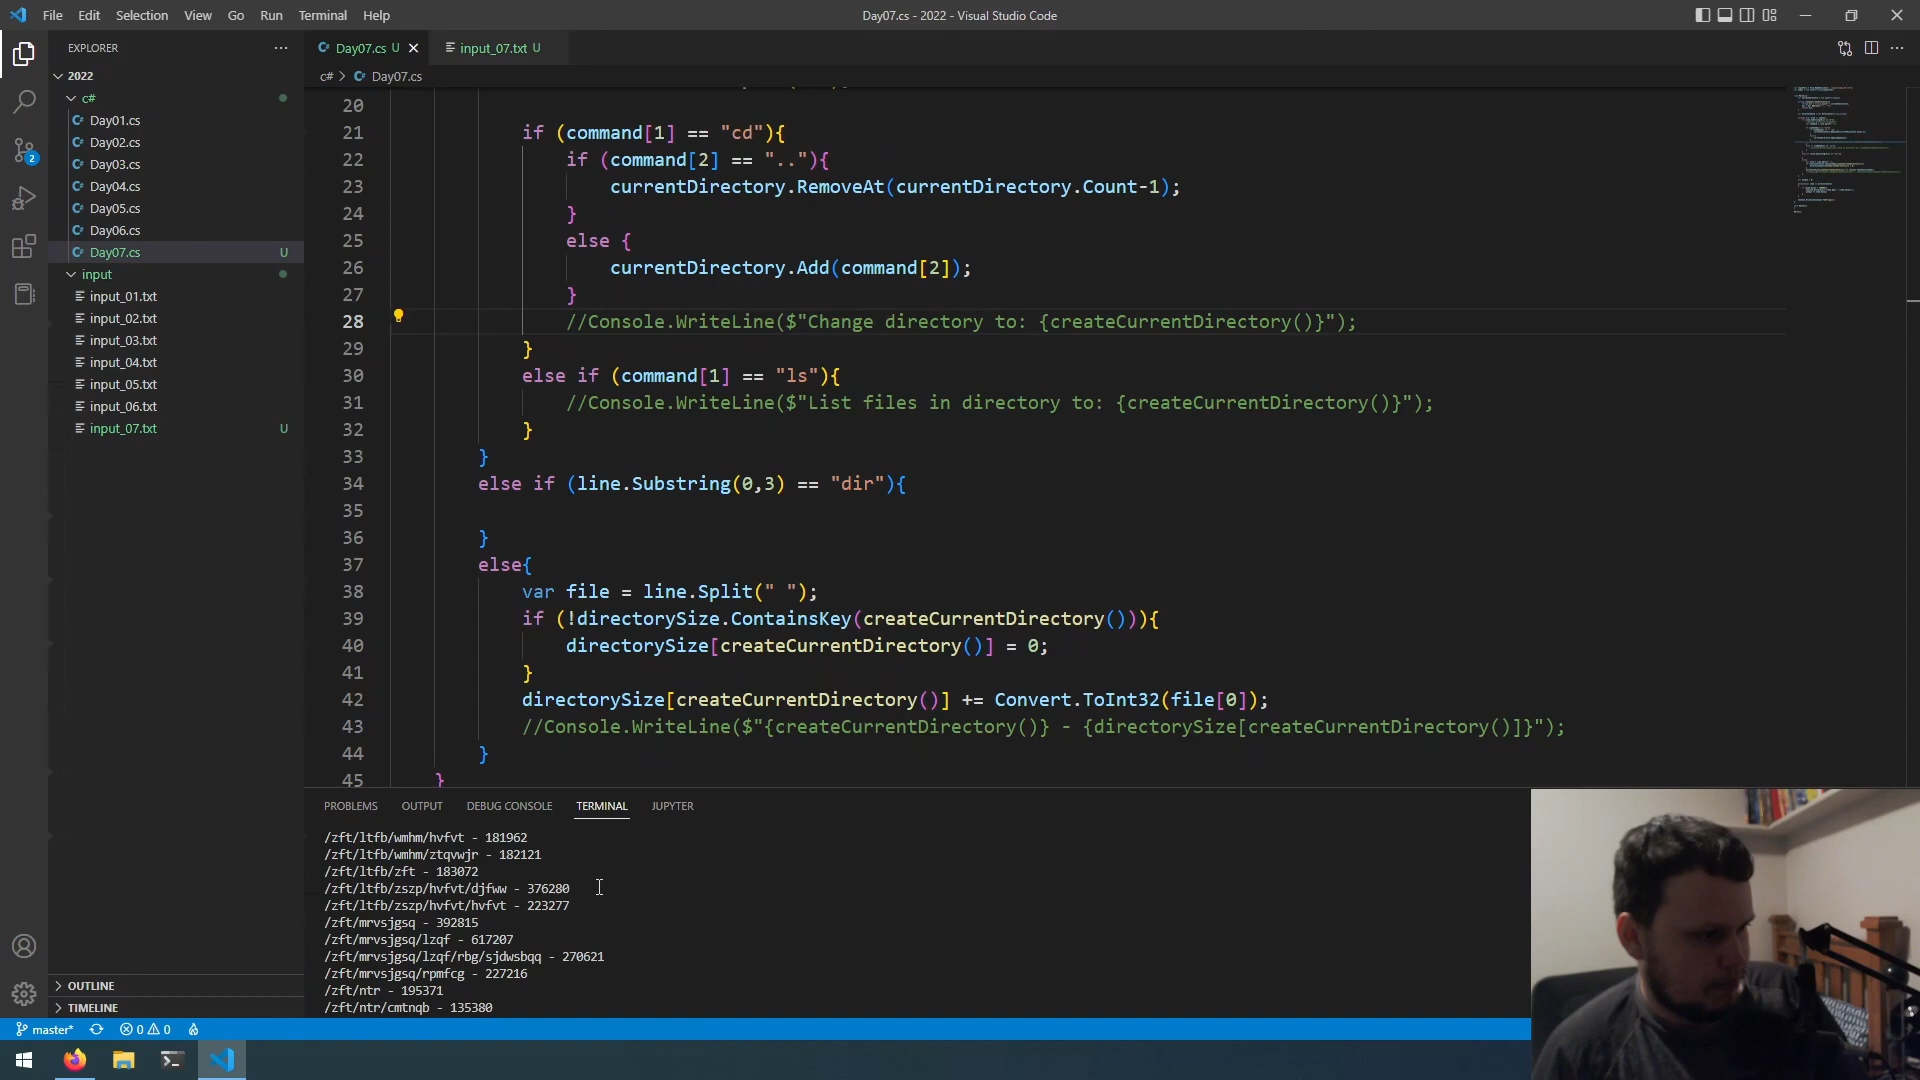 File Edit Selection View Go Run Terminal Help
Day07.cs - 2022 - Visual Studio Code
EXPLORER
2022
c#
Day01.cs
Day02.cs
Day03.cs
Day04.cs
Day05.cs
Day06.cs
Day07.cs U
input
input_01.txt
input_02.txt
input_03.txt
input_04.txt
input_05.txt
input_06.txt
input_07.txt U
OUTLINE
TIMELINE
Day07.cs U
input_07.txt U
c# > Day07.cs
20
21 if (command[1] == "cd"){
22 if (command[2] == ".."){
23 currentDirectory.RemoveAt(currentDirectory.Count-1);
24 }
25 else {
26 currentDirectory.Add(command[2]);
27 }
28 //Console.WriteLine($"Change directory to: {createCurrentDirectory()}");
29 }
30 else if (command[1] == "ls"){
31 //Console.WriteLine($"List files in directory to: {createCurrentDirectory()}");
32 }
33 }
34 else if (line.Substring(0,3) == "dir"){
35
36 }
37 else{
38 var file = line.Split(" ");
39 if (!directorySize.ContainsKey(createCurrentDirectory())){
40 directorySize[createCurrentDirectory()] = 0;
41 }
42 directorySize[createCurrentDirectory()] += Convert.ToInt32(file[0]);
43 //Console.WriteLine($"{createCurrentDirectory()} - {directorySize[createCurrentDirectory()]}");
44 }
45 }
PROBLEMS OUTPUT DEBUG CONSOLE TERMINAL JUPYTER
/zft/ltfb/wmhm/hvfvt - 181962
/zft/ltfb/wmhm/ztqvwjr - 182121
/zft/ltfb/zft - 183072
/zft/ltfb/zszp/hvfvt/djfww - 376280
/zft/ltfb/zszp/hvfvt/hvfvt - 223277
/zft/mrvsjgsq - 392815
/zft/mrvsjgsq/lzqf - 617207
/zft/mrvsjgsq/lzqf/rbg/sjdwsbqq - 270621
/zft/mrvsjgsq/rpmfcg - 227216
/zft/ntr - 195371
/zft/ntr/cmtnqb - 135380
2
master* 0 0